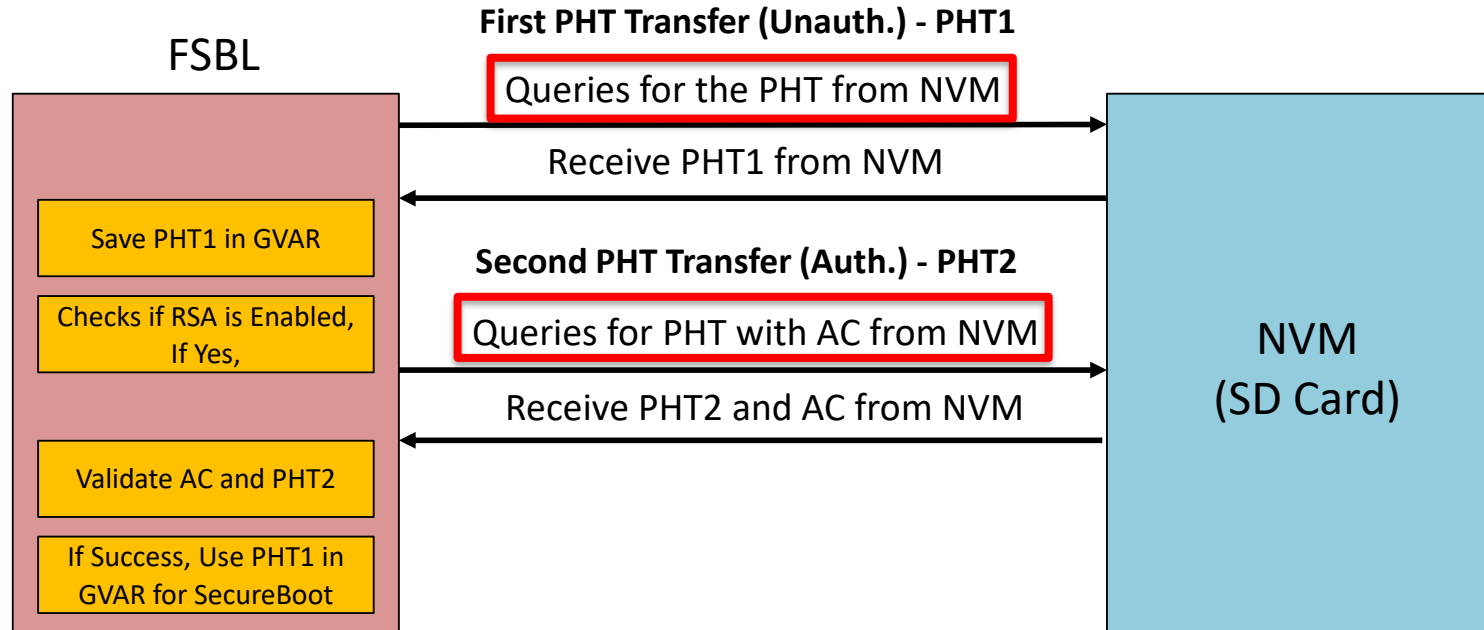 First PHT Transfer (Unauth.) - PHT1
FSBL
Queries for the PHT from NVM
Receive PHT1 from NVM
Save PHT1 in GVAR
Second PHT Transfer (Auth.) - PHT2
Checks if RSA is Enabled,
If Yes,
Queries for PHT with AC from NVM
Receive PHT2 and AC from NVM
NVM
(SD Card)
Validate AC and PHT2
If Success, Use PHT1 in
GVAR for SecureBoot